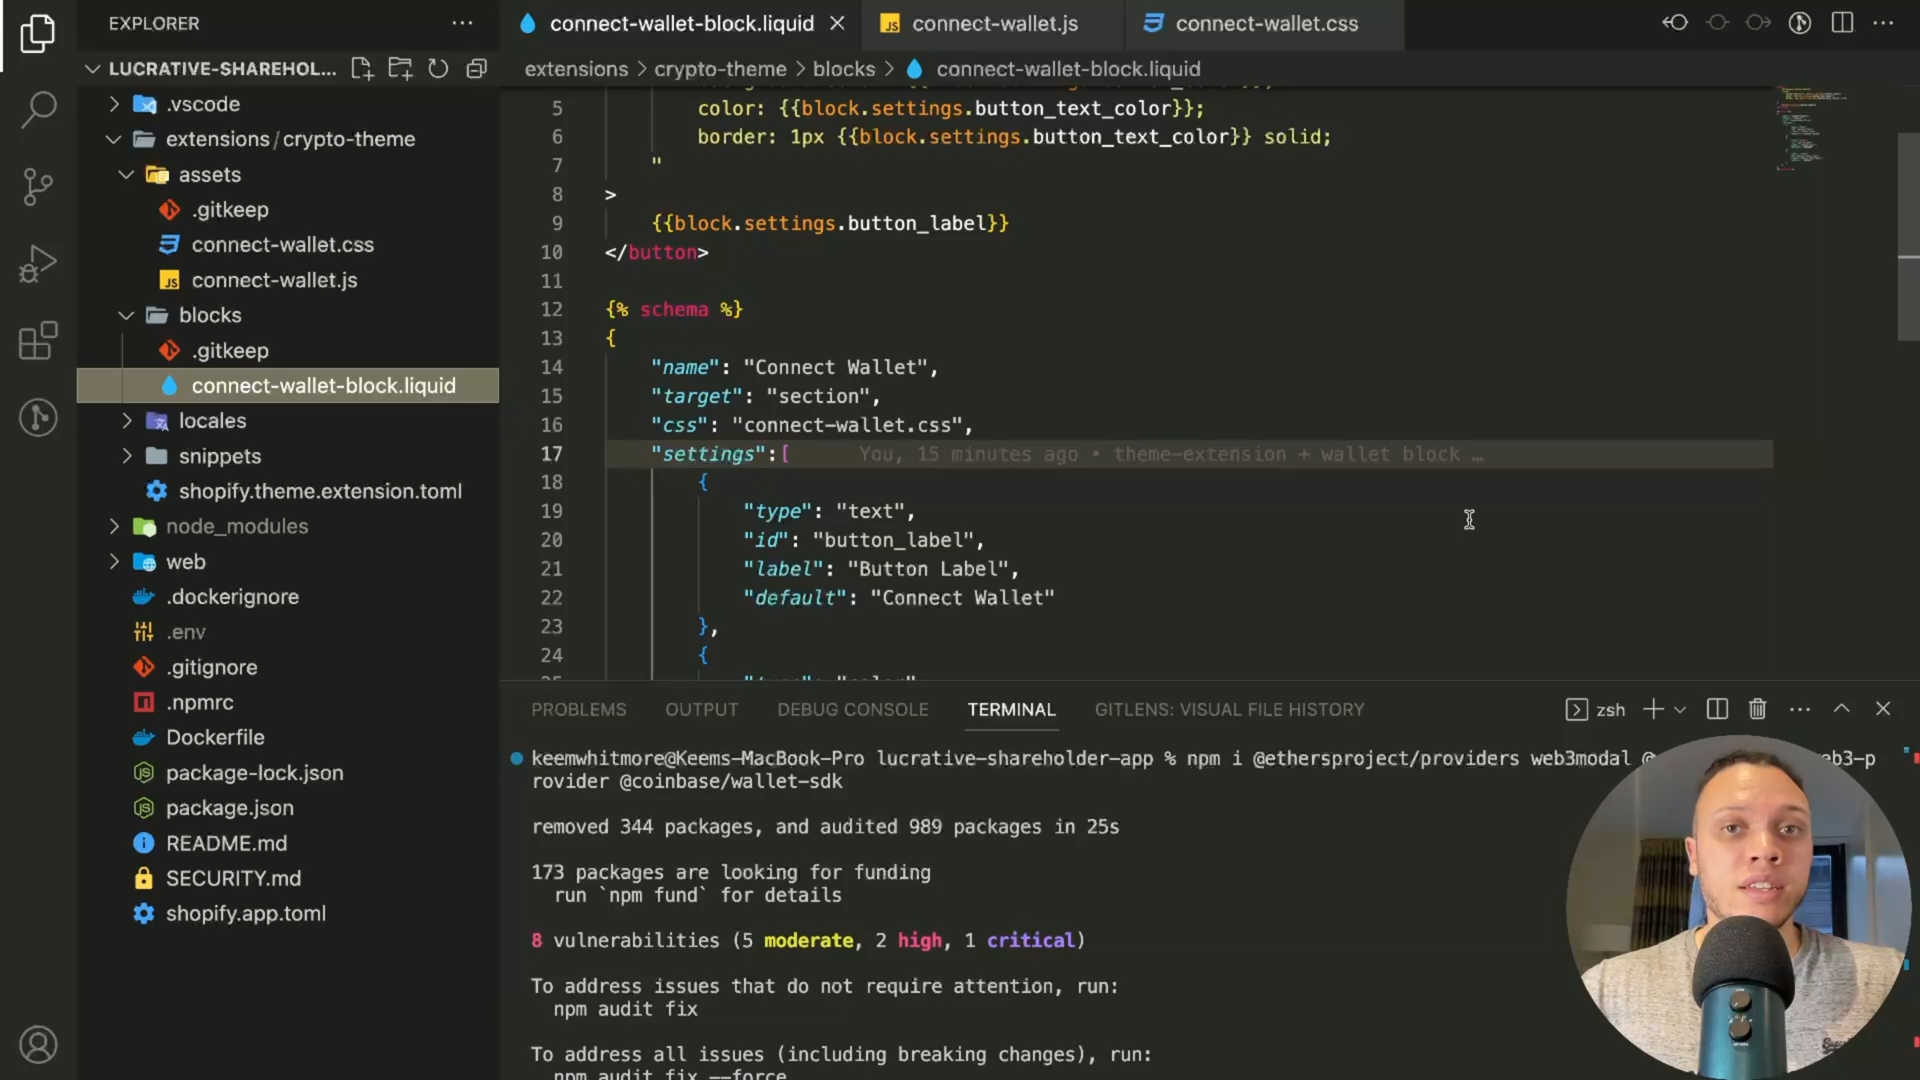 EXPLORER
connect-wallet-block.liquid
connect-wallet.js
connect-wallet.css
LUCRATIVE-SHAREHOL...
extensions > crypto-theme > blocks > connect-wallet-block.liquid
.vscode
extensions / crypto-theme
assets
.gitkeep
connect-wallet.css
JS connect-wallet.js
blocks
.gitkeep
connect-wallet-block.liquid
locales
snippets
shopify.theme.extension.toml
node_modules
web
.dockerignore
.env
.gitignore
.npmrc
Dockerfile
package-lock.json
package.json
README.md
SECURITY.md
shopify.app.toml
5 color: {{block.settings.button_text_color}};
6 border: 1px {{block.settings.button_text_color}} solid;
7 "
8 >
9 {{block.settings.button_label}}
10 </button>
11
12 {% schema %}
13 {
14 "name": "Connect Wallet",
15 "target": "section",
16 "css": "connect-wallet.css",
17 "settings":[ You, 15 minutes ago • theme-extension + wallet block …
18 {
19 "type": "text",
20 "id": "button_label",
21 "label": "Button Label",
22 "default": "Connect Wallet"
23 },
24 {
PROBLEMS OUTPUT DEBUG CONSOLE TERMINAL GITLENS: VISUAL FILE HISTORY zsh
keemwhitmore@Keems-MacBook-Pro lucrative-shareholder-app % npm i @ethersproject/providers web3modal @ eb3-p
rovider @coinbase/wallet-sdk
removed 344 packages, and audited 989 packages in 25s
173 packages are looking for funding
run `npm fund` for details
8 vulnerabilities (5 moderate, 2 high, 1 critical)
To address issues that do not require attention, run:
npm audit fix
To address all issues (including breaking changes), run:
npm audit fix --force